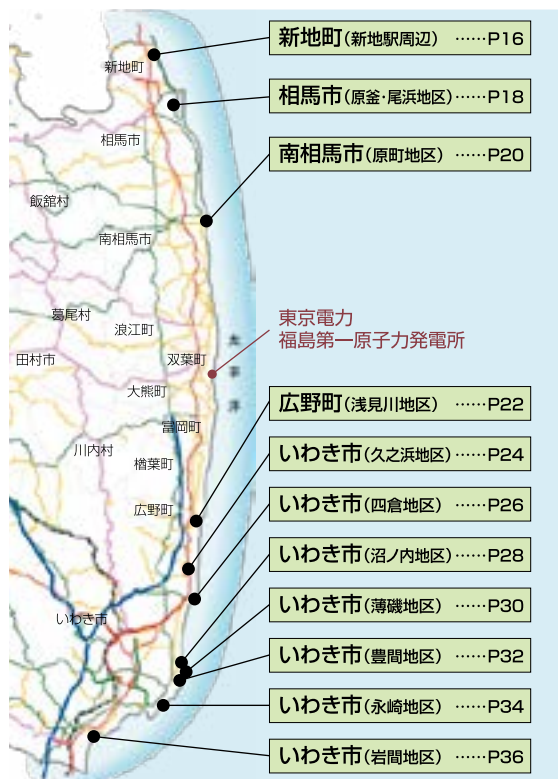 新地町(新地駅周辺) ……P16
相馬市(原釜・尾浜地区)……P18
南相馬市(原町地区) ……P20
東京電力
福島第一原子力発電所
広野町(浅見川地区) ……P22
いわき市(久之浜地区)……P24
いわき市(四倉地区) ……P26
いわき市(沼ノ内地区)……P28
いわき市(薄磯地区) ……P30
いわき市(豊間地区) ……P32
いわき市(永崎地区) ……P34
いわき市(岩間地区) ……P36
新地町
相馬市
飯舘村
南相馬市
葛尾村
浪江町
田村市
双葉町
大熊町
富岡町
川内村
楢葉町
広野町
いわき市
太平洋